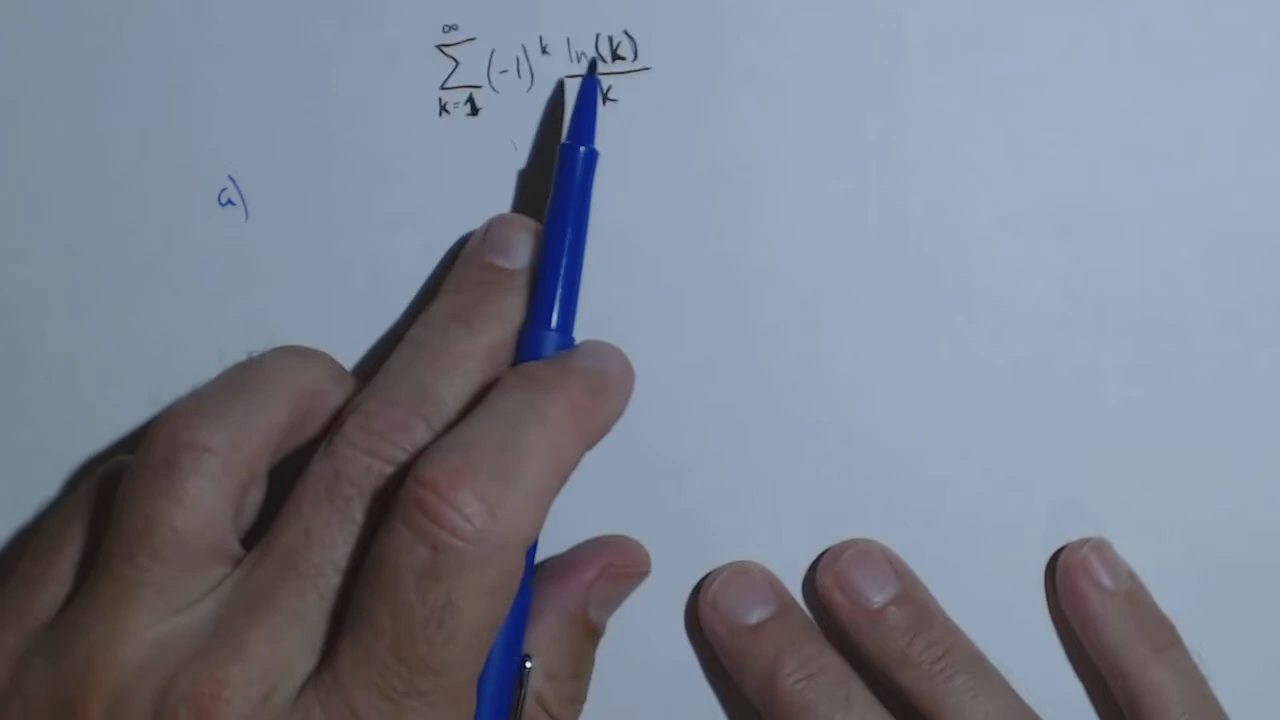 ∞
∑ (-1)^k ln(k)/k
k=1
a)